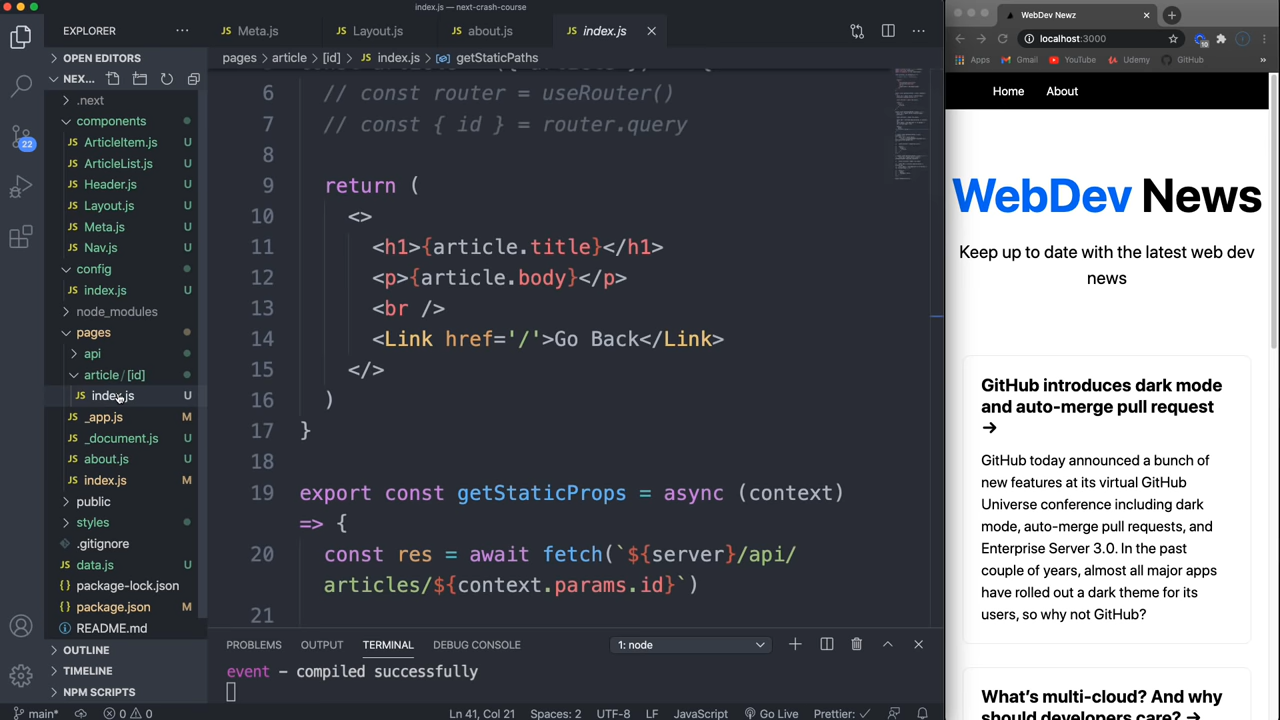 index.js — next-crash-course
EXPLORER
OPEN EDITORS
NEX...
.next
components
ArticleItem.js U
ArticleList.js U
Header.js U
Layout.js U
Meta.js U
Nav.js U
config
index.js U
node_modules
pages
api
article / [id]
index.js U
_app.js M
_document.js U
about.js U
index.js M
public
styles
.gitignore
data.js U
package-lock.json
package.json M
README.md
OUTLINE
TIMELINE
NPM SCRIPTS
22
JS Meta.js JS Layout.js JS about.js JS index.js
pages > article > [id] > JS index.js > getStaticPaths
6 // const router = useRouter()
7 // const { id } = router.query
8
9 return (
10 <>
11 <h1>{article.title}</h1>
12 <p>{article.body}</p>
13 <br />
14 <Link href='/'>Go Back</Link>
15 </>
16 )
17 }
18
19 export const getStaticProps = async (context)
=> {
20 const res = await fetch(`${server}/api/
articles/${context.params.id}`)
21
PROBLEMS OUTPUT TERMINAL DEBUG CONSOLE 1: node
event - compiled successfully
main* 0 0 Ln 41, Col 21 Spaces: 2 UTF-8 LF JavaScript Go Live Prettier: ✓
WebDev Newz
localhost:3000
Apps Gmail YouTube Udemy GitHub »
Home About
WebDev News
Keep up to date with the latest web dev
news
GitHub introduces dark mode
and auto-merge pull request
→
GitHub today announced a bunch of
new features at its virtual GitHub
Universe conference including dark
mode, auto-merge pull requests, and
Enterprise Server 3.0. In the past
couple of years, almost all major apps
have rolled out a dark theme for its
users, so why not GitHub?
What's multi-cloud? And why
should developers care? →